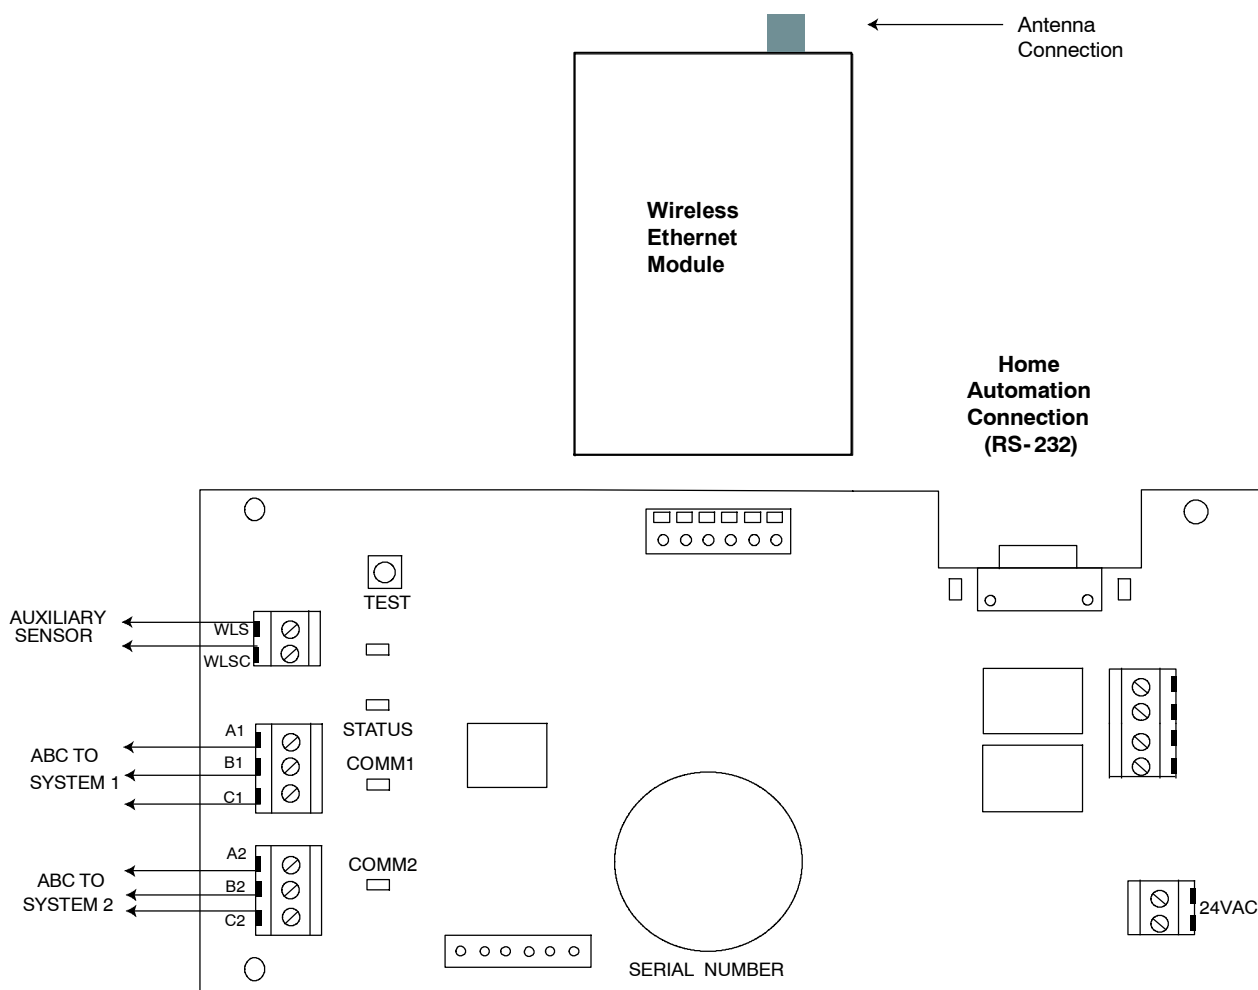 Antenna
Connection
Wireless
Ethernet
Module
Home
Automation
Connection
(RS-232)
TEST
AUXILIARY
SENSOR
WLS
WLSC
STATUS
A1
B1
C1
ABC TO
SYSTEM 1
COMM1
A2
B2
C2
ABC TO
SYSTEM 2
COMM2
24VAC
SERIAL NUMBER